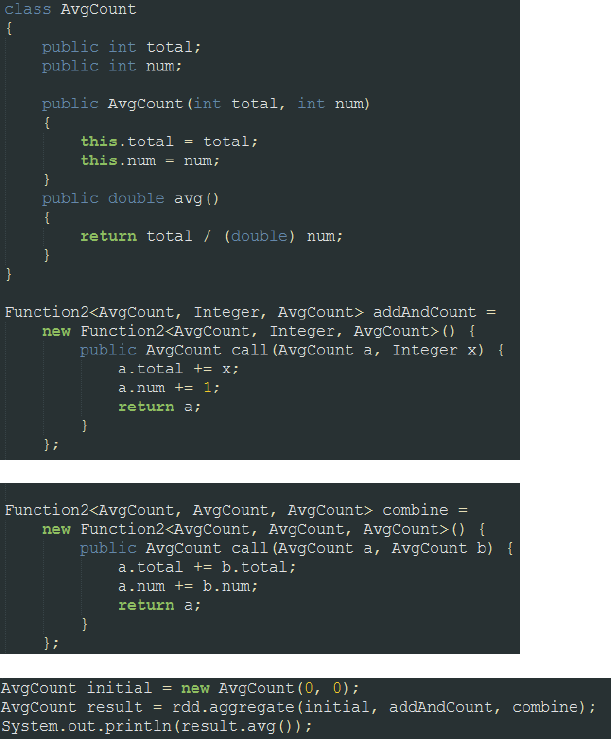 class AvgCount
{
    public int total;
    public int num;

    public AvgCount(int total, int num)
    {
        this.total = total;
        this.num = num;
    }
    public double avg()
    {
        return total / (double) num;
    }
}

Function2<AvgCount, Integer, AvgCount> addAndCount =
    new Function2<AvgCount, Integer, AvgCount>() {
        public AvgCount call(AvgCount a, Integer x) {
            a.total += x;
            a.num += 1;
            return a;
        }
    };

Function2<AvgCount, AvgCount, AvgCount> combine =
    new Function2<AvgCount, AvgCount, AvgCount>() {
        public AvgCount call(AvgCount a, AvgCount b) {
            a.total += b.total;
            a.num += b.num;
            return a;
        }
    };

AvgCount initial = new AvgCount(0, 0);
AvgCount result = rdd.aggregate(initial, addAndCount, combine);
System.out.println(result.avg());